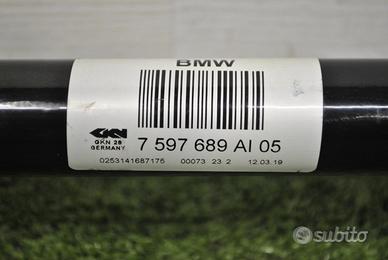 BMW
GKN
GKN 28
GERMANY
7 597 689 AI 05
0253141687175 00073 23 2 12.03.19
subito